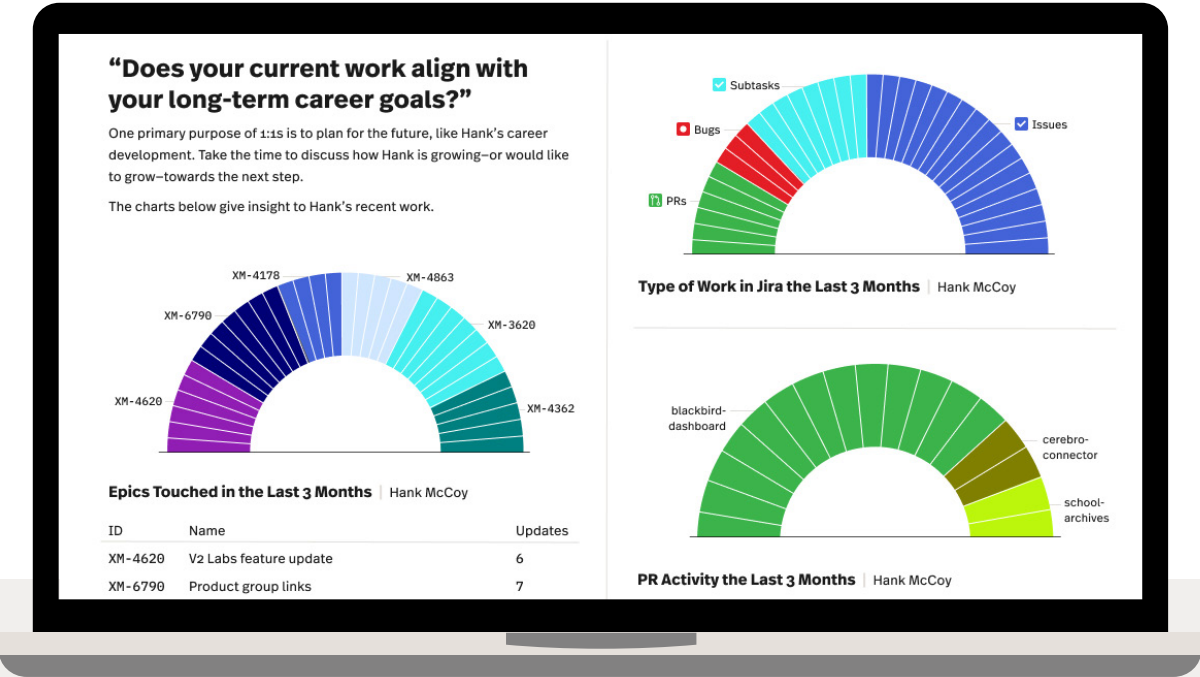 “Does your current work align with
your long-term career goals?”
One primary purpose of 1:1s is to plan for the future, like Hank’s career
development. Take the time to discuss how Hank is growing—or would like
to grow—towards the next step.
The charts below give insight to Hank’s recent work.
XM-4178
XM-4863
XM-6790
XM-3620
XM-4620
XM-4362
Epics Touched in the Last 3 Months | Hank McCoy
ID Name Updates
XM-4620 V2 Labs feature update 6
XM-6790 Product group links 7
Subtasks
Bugs
Issues
PRs
Type of Work in Jira the Last 3 Months | Hank McCoy
blackbird-
dashboard
cerebro-
connector
school-
archives
PR Activity the Last 3 Months | Hank McCoy